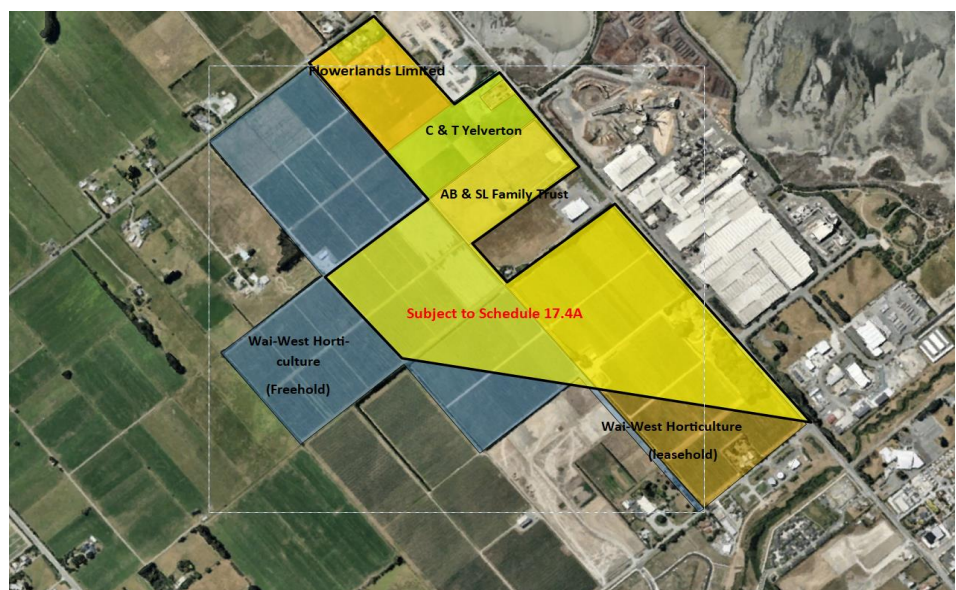 Flowerlands Limited
C & T Yelverton
AB & SL Family Trust
Subject to Schedule 17.4A
Wai-West Horti-
culture
(Freehold)
Wai-West Horticulture
(leasehold)